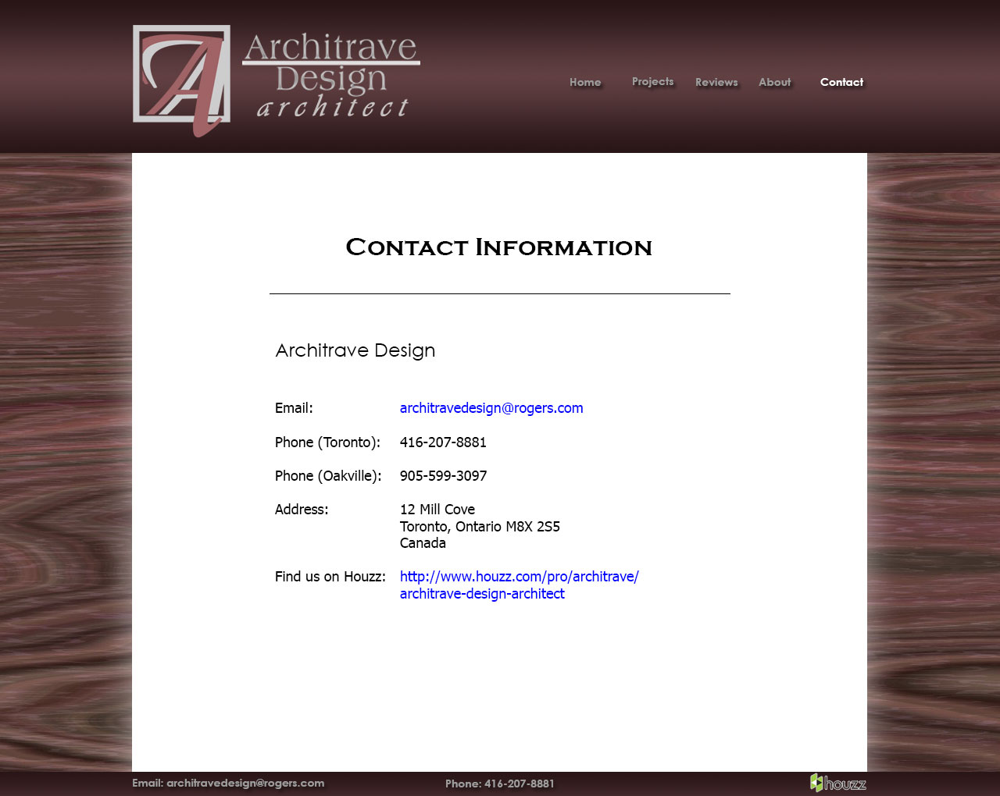 A
Architrave
Design
architect
Home Projects Reviews About Contact
Contact Information
Architrave Design
Email: architravedesign@rogers.com
Phone (Toronto): 416-207-8881
Phone (Oakville): 905-599-3097
Address: 12 Mill Cove
Toronto, Ontario M8X 2S5
Canada
Find us on Houzz: http://www.houzz.com/pro/architrave/
architrave-design-architect
Email: architravedesign@rogers.com Phone: 416-207-8881 houzz